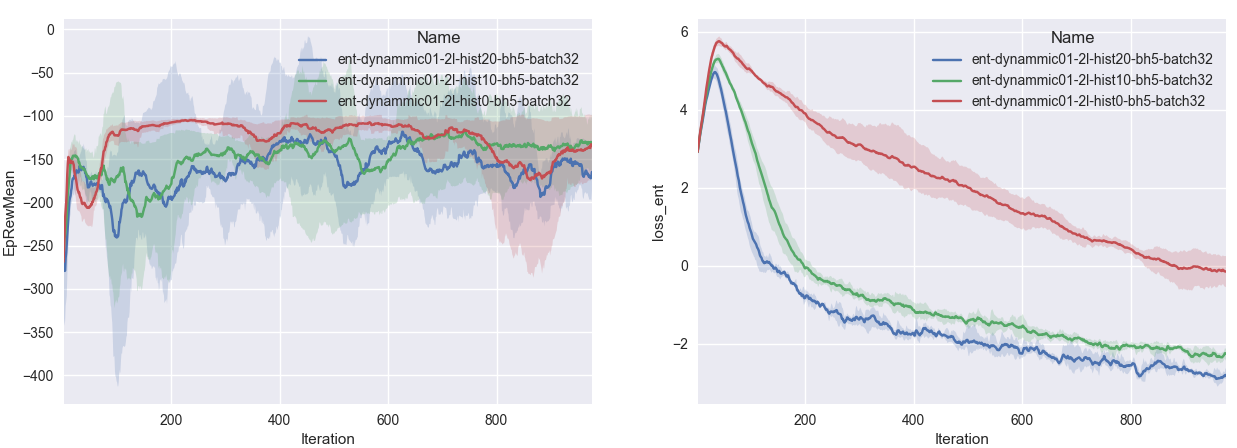 Name
ent-dynammic01-2l-hist20-bh5-batch32
ent-dynammic01-2l-hist10-bh5-batch32
ent-dynammic01-2l-hist0-bh5-batch32
EpRewMean
0
−50
−100
−150
−200
−250
−300
−350
−400
200
400
600
800
Iteration
Name
ent-dynammic01-2l-hist20-bh5-batch32
ent-dynammic01-2l-hist10-bh5-batch32
ent-dynammic01-2l-hist0-bh5-batch32
loss_ent
6
4
2
0
−2
200
400
600
800
Iteration